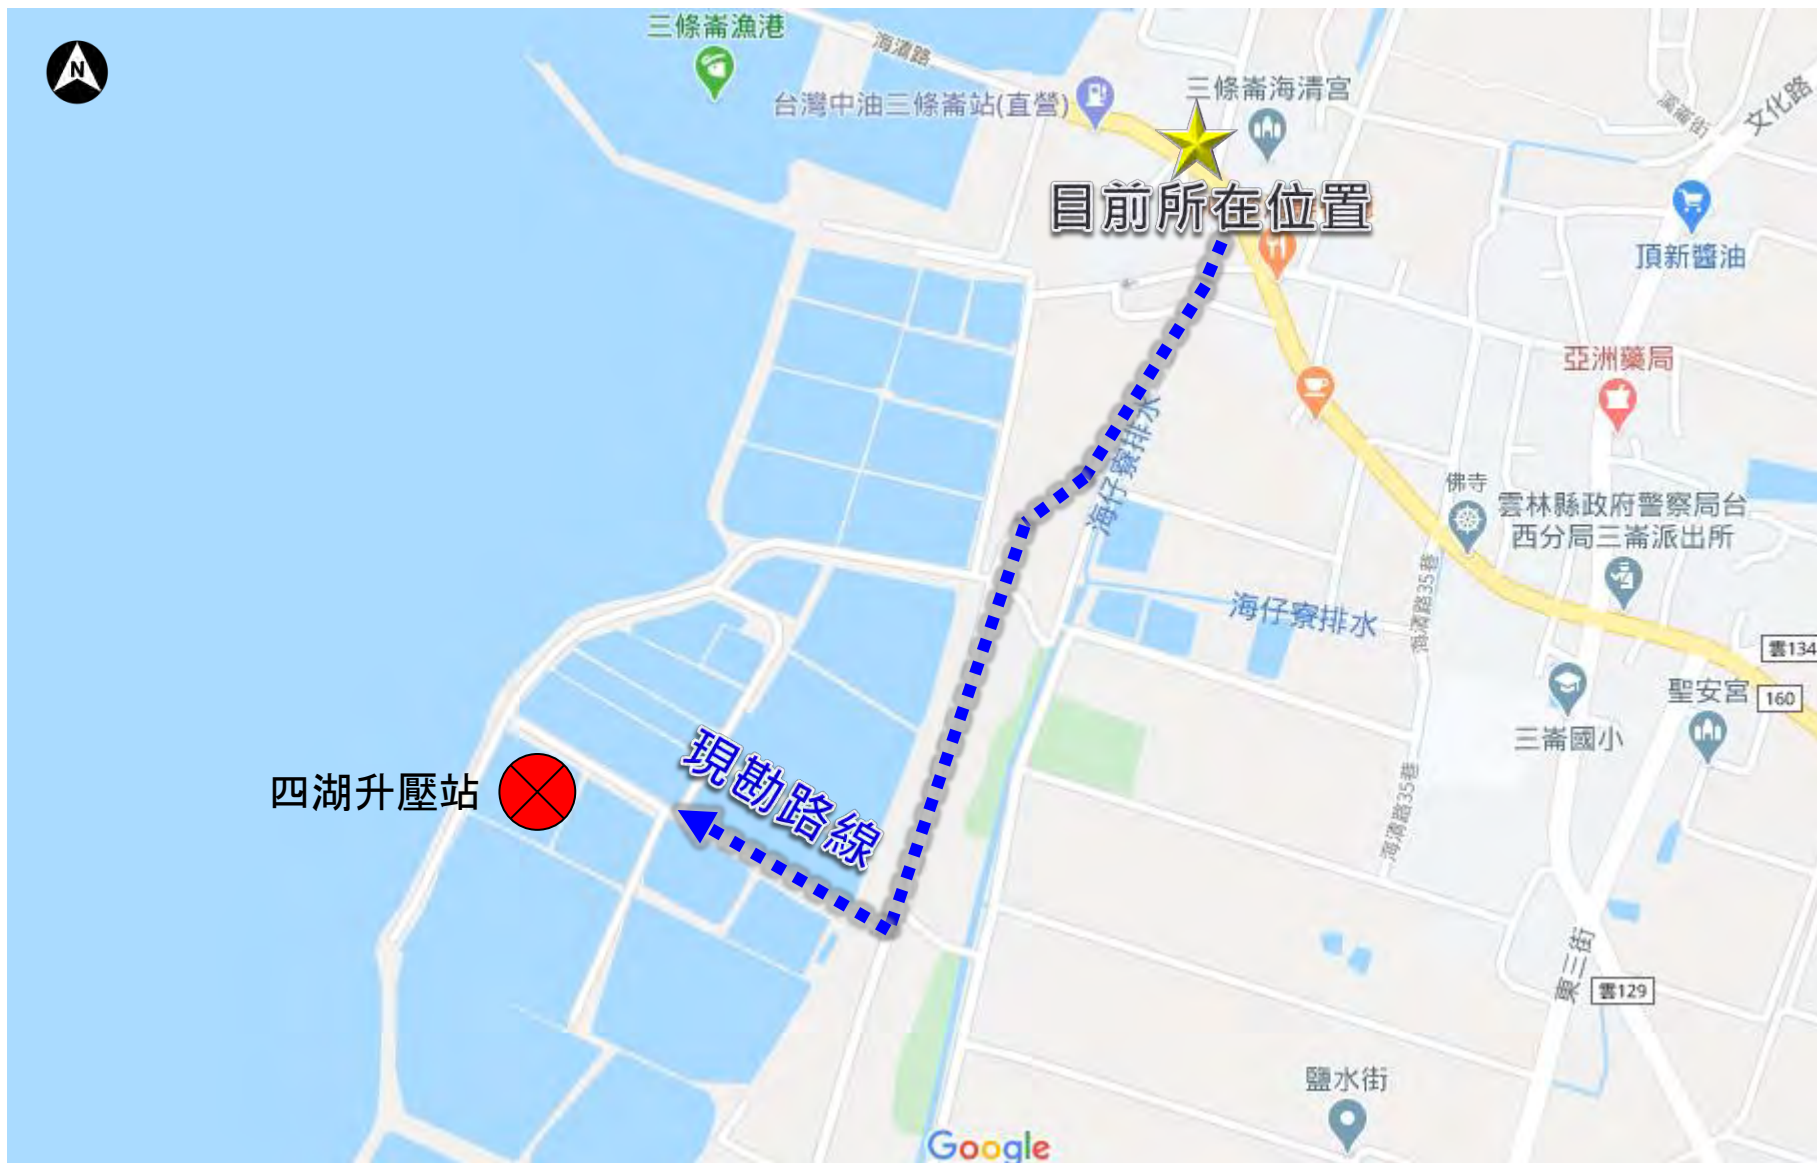 三條崙漁港
海清路
N
台灣中油三條崙站(直營)
三條崙海清宮
文化路
目前所在位置
頂新醬油
亞洲藥局
海仔寮排水
佛寺
雲林縣政府警察局台
西分局三崙派出所
海清路35巷
海仔寮排水
雲134
聖安宮
160
三崙國小
現勘路線
四湖升壓站
海清路35巷
東三街
雲129
鹽水街
Google